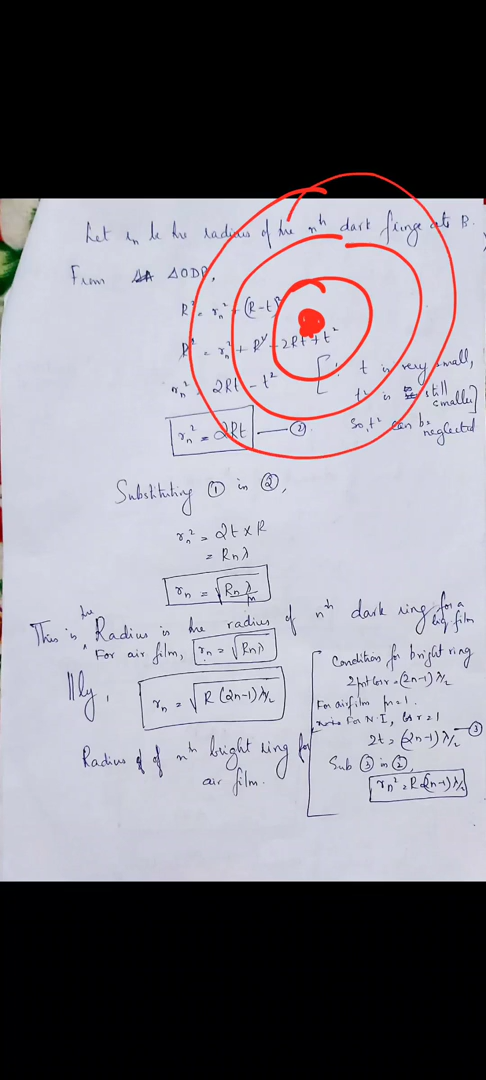 Let rn be the radius of the nth dark fringe at B.
From ΔODP,
R² = rn² + (R-t)²
R² = rn² + R² - 2Rt + t²
rn² = 2Rt - t² [∵ t is very small,
t² is still smaller]
rn² = 2Rt — ② So, t² can be neglected
Substituting ① in ②,
rn² = 2t × R
= Rnλ
rn = √Rnλ/μ
This is the Radius is the radius of nth dark ring for a film
For air film, rn = √Rnλ
IIIly, rn = √R(2n-1)λ/2
Radius of nth bright ring for
air film.
Condition for bright ring
2μt cos r = (2n-1)λ/2
For air film μ = 1.
For N.I, cos r = 1
2t = (2n-1)λ/2 — ③
Sub ③ in ②,
rn² = R(2n-1)λ/2